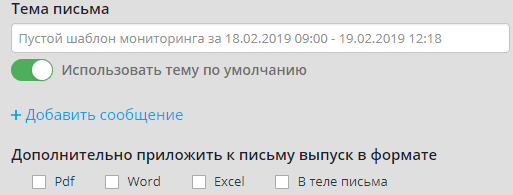 Тема письма
Пустой шаблон мониторинга за 18.02.2019 09:00 - 19.02.2019 12:18
Использовать тему по умолчанию
+ Добавить сообщение
Дополнительно приложить к письму выпуск в формате
Pdf Word Excel В теле письма